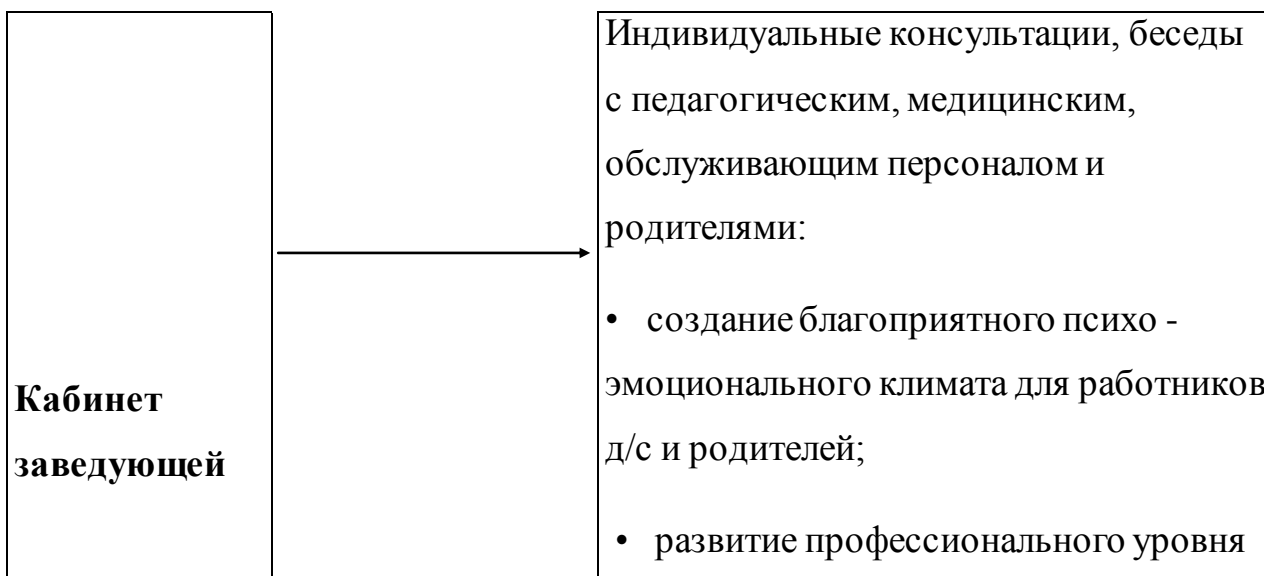 Кабинет
заведующей
Индивидуальные консультации, беседы
с педагогическим, медицинским,
обслуживающим персоналом и
родителями:
• создание благоприятного психо -
эмоционального климата для работников
д/с и родителей;
• развитие профессионального уровня